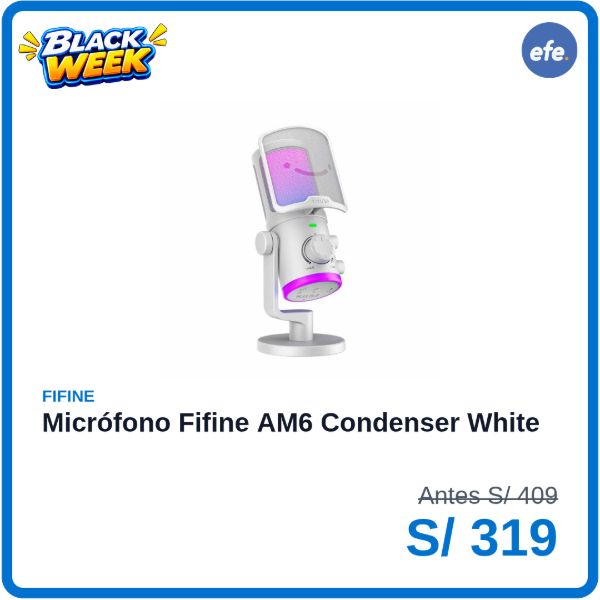 BLACK
WEEK
efe.
FIFINE
Micrófono Fifine AM6 Condenser White
Antes S/ 409
S/ 319